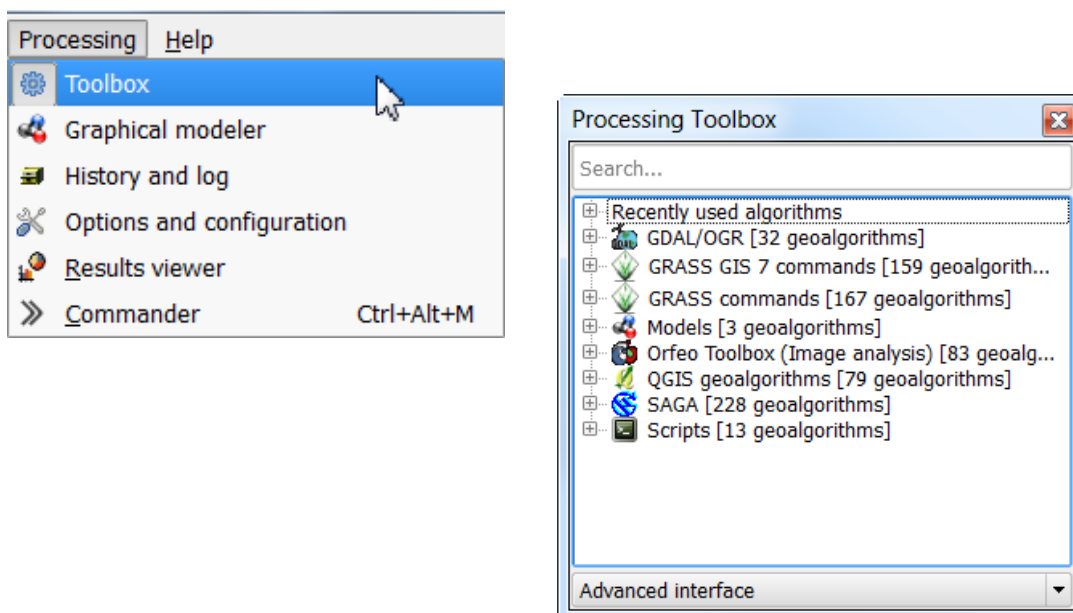 Processing Help
Toolbox
Graphical modeler
History and log
Options and configuration
Results viewer
Commander Ctrl+Alt+M
Processing Toolbox
Search...
Recently used algorithms
GDAL/OGR [32 geoalgorithms]
GRASS GIS 7 commands [159 geoalgorith...
GRASS commands [167 geoalgorithms]
Models [3 geoalgorithms]
Orfeo Toolbox (Image analysis) [83 geoalg...
QGIS geoalgorithms [79 geoalgorithms]
SAGA [228 geoalgorithms]
Scripts [13 geoalgorithms]
Advanced interface